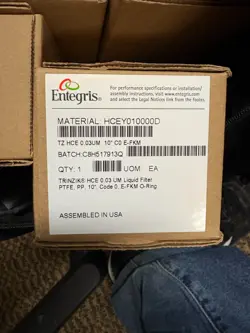 Entegris®
For performance specifications or installation/
assembly instructions. Visit www.entegris.com
and select the Legal Notices link from the Footer.
MATERIAL: HCEY010000D
TZ HCE 0.03UM 10" C0 E-FKM
BATCH:C8H517913Q
QTY: 1 UOM EA
TRINZIK® HCE 0.03 UM Liquid Filter
PTFE, PP, 10", Code 0, E-FKM O-Ring
ASSEMBLED IN USA